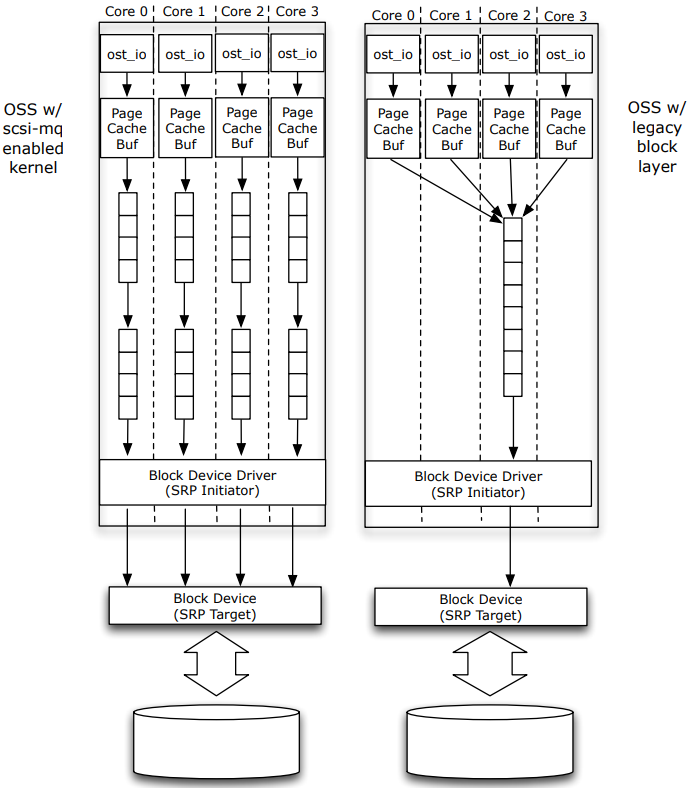 Core 0 Core 1 Core 2 Core 3
ost_io ost_io ost_io ost_io
OSS w/
scsi-mq
enabled
kernel
Page
Cache
Buf
Page
Cache
Buf
Page
Cache
Buf
Page
Cache
Buf
Block Device Driver
(SRP Initiator)
Block Device
(SRP Target)
Core 0 Core 1 Core 2 Core 3
ost_io ost_io ost_io ost_io
Page
Cache
Buf
Page
Cache
Buf
Page
Cache
Buf
Page
Cache
Buf
OSS w/
legacy
block
layer
Block Device Driver
(SRP Initiator)
Block Device
(SRP Target)